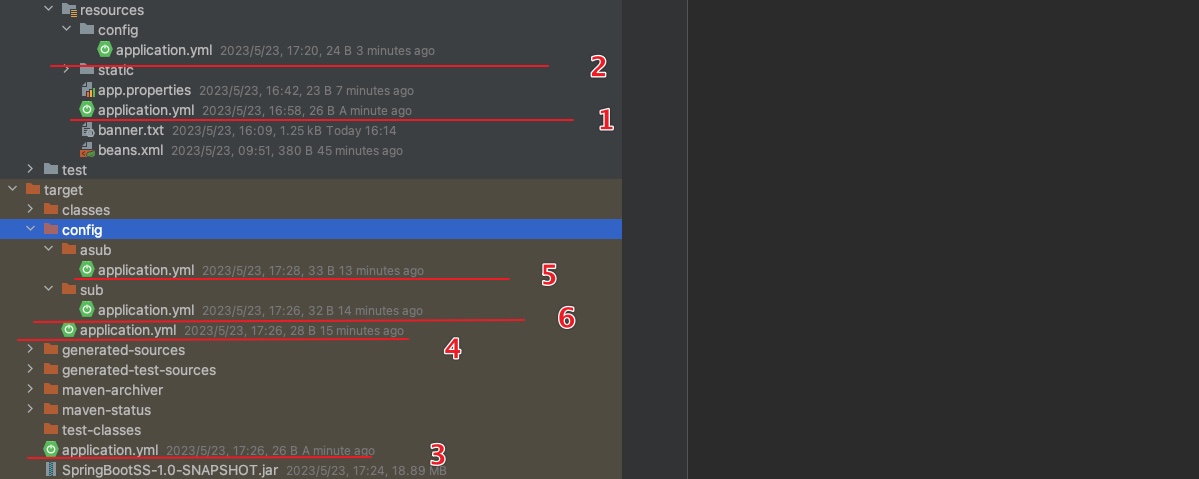 resources
config
application.yml 2023/5/23, 17:20, 24 B 3 minutes ago
2
static
app.properties 2023/5/23, 16:42, 23 B 7 minutes ago
application.yml 2023/5/23, 16:58, 26 B A minute ago
1
banner.txt 2023/5/23, 16:09, 1.25 kB Today 16:14
beans.xml 2023/5/23, 09:51, 380 B 45 minutes ago
test
target
classes
config
asub
application.yml 2023/5/23, 17:28, 33 B 13 minutes ago
5
sub
application.yml 2023/5/23, 17:26, 32 B 14 minutes ago
6
application.yml 2023/5/23, 17:26, 28 B 15 minutes ago
4
generated-sources
generated-test-sources
maven-archiver
maven-status
test-classes
application.yml 2023/5/23, 17:26, 26 B A minute ago
3
SpringBootSS-1.0-SNAPSHOT.jar 2023/5/23, 17:24, 18.89 MB